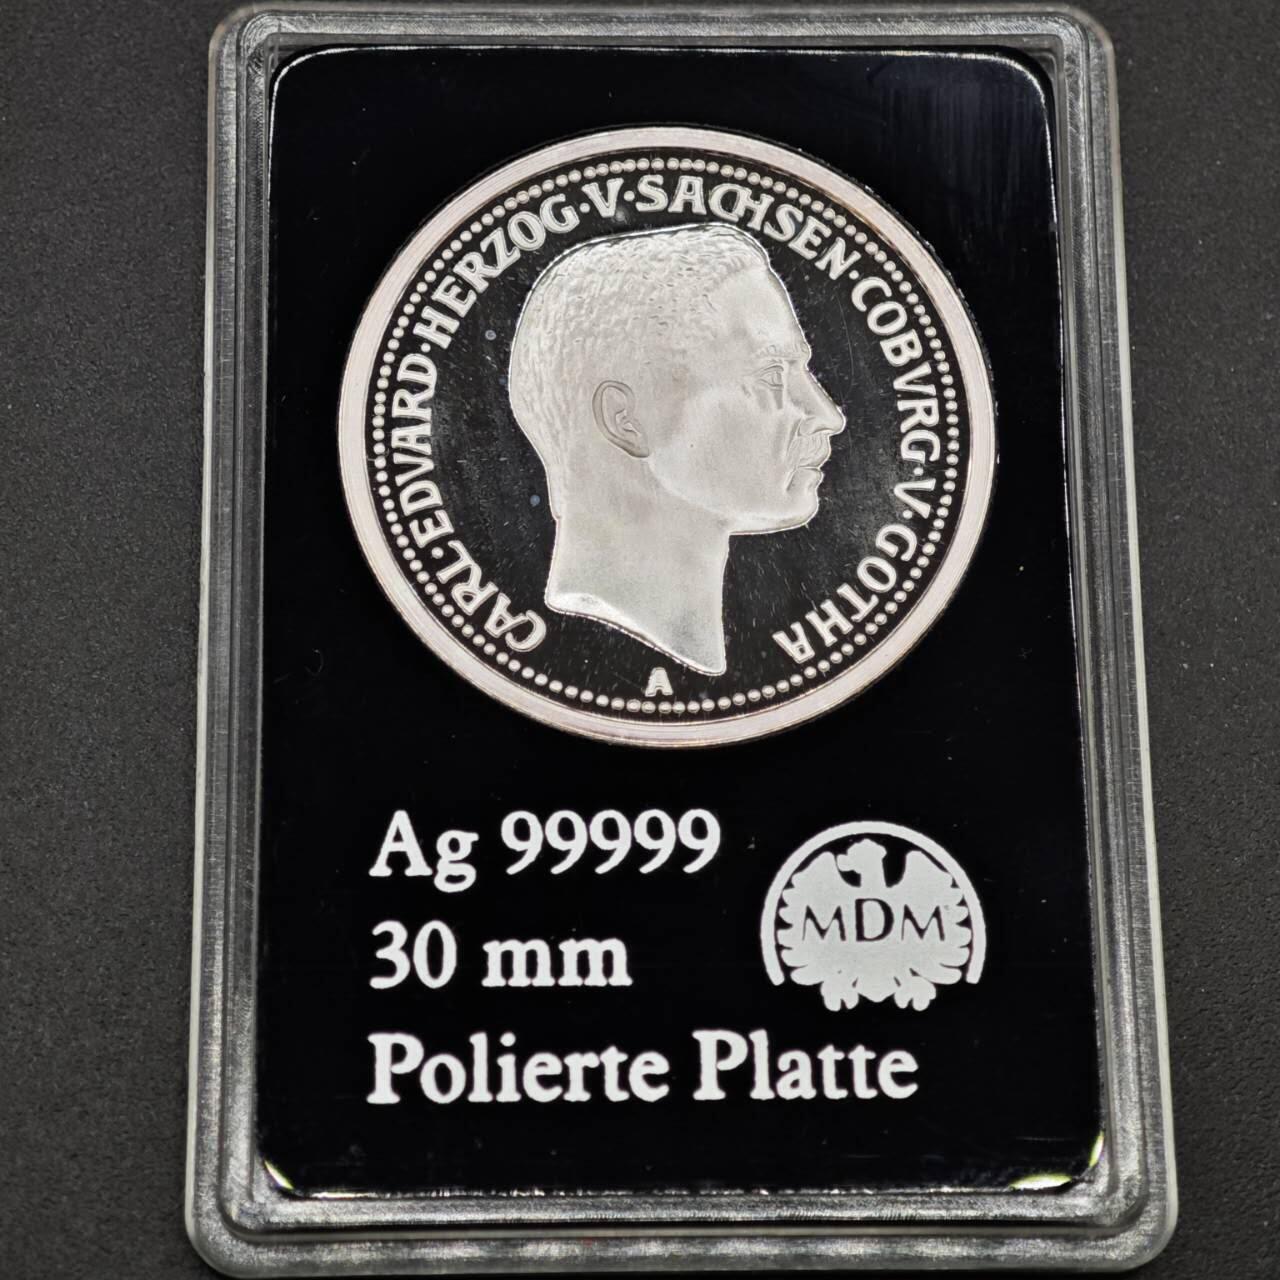 CARL·EDVARD·HERZOG·V·SACHSEN·COBVRG·V·GOTHA
A
Ag 99999
30 mm
Polierte Platte
MDM